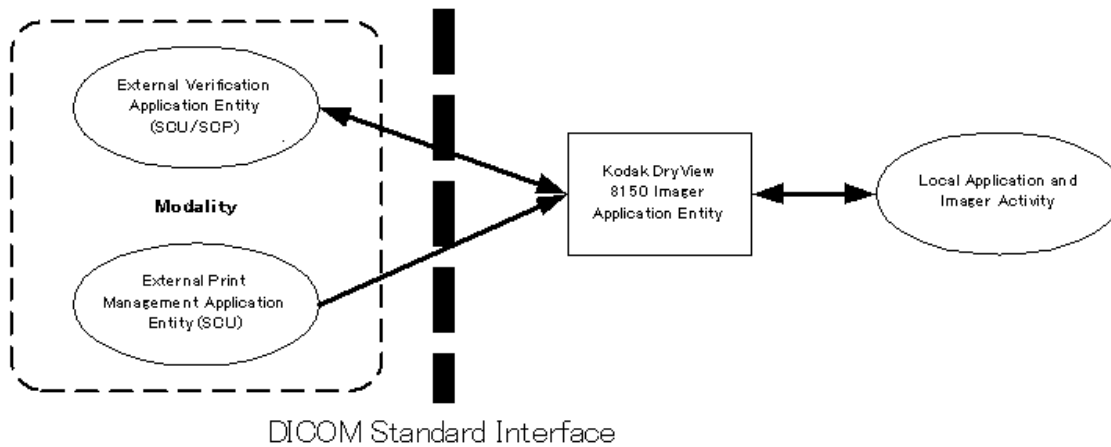 External Verification
Application Entity
(SCU/SCP)
Modality
External Print
Management Application
Entity(SCU)
Kodak DryView
8150 Imager
Application Entity
Local Application and
Imager Activity
DICOM Standard Interface